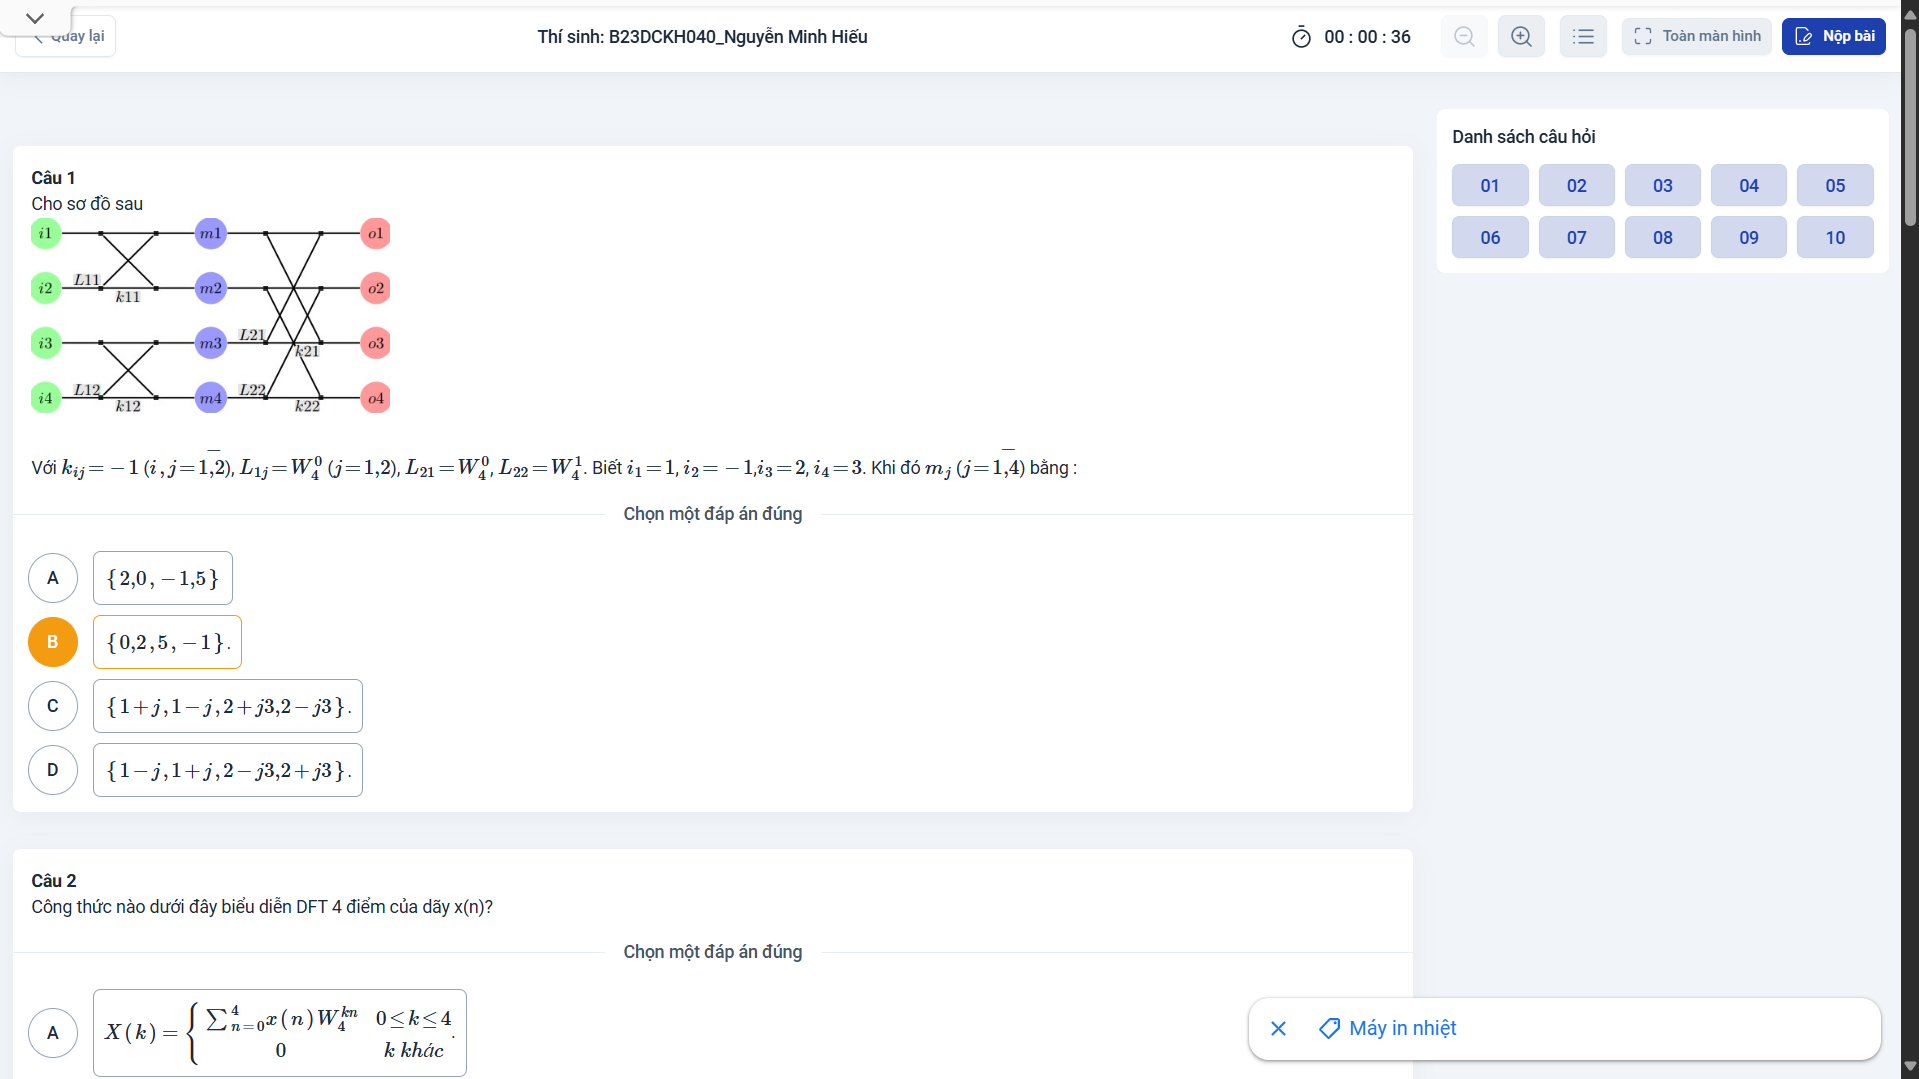 Quay lại
Thí sinh: B23DCKH040_Nguyễn Minh Hiếu
00 : 00 : 36
Toàn màn hình
Nộp bài
Danh sách câu hỏi
01 02 03 04 05
06 07 08 09 10
Câu 1
Cho sơ đồ sau
i1 m1 o1
i2 L11 k11 m2 o2
i3 m3 L21 k21 o3
i4 L12 k12 m4 L22 k22 o4
Với $k_{ij}=-1\,(i,j=\overline{1,2})$, $L_{1j}=W_4^0\,(j=1,2)$, $L_{21}=W_4^0$, $L_{22}=W_4^1$. Biết $i_1=1$, $i_2=-1$, $i_3=2$, $i_4=3$. Khi đó $m_j\,(j=\overline{1,4})$ bằng :
Chọn một đáp án đúng
A {2,0,−1,5}
B {0,2,5,−1}.
C {1+j,1−j,2+j3,2−j3}.
D {1−j,1+j,2−j3,2+j3}.
Câu 2
Công thức nào dưới đây biểu diễn DFT 4 điểm của dãy x(n)?
Chọn một đáp án đúng
A $X(k)=\begin{cases}\sum_{n=0}^{4}x(n)W_4^{kn} & 0\le k\le 4\\ 0 & k\ khác\end{cases}.$
Máy in nhiệt